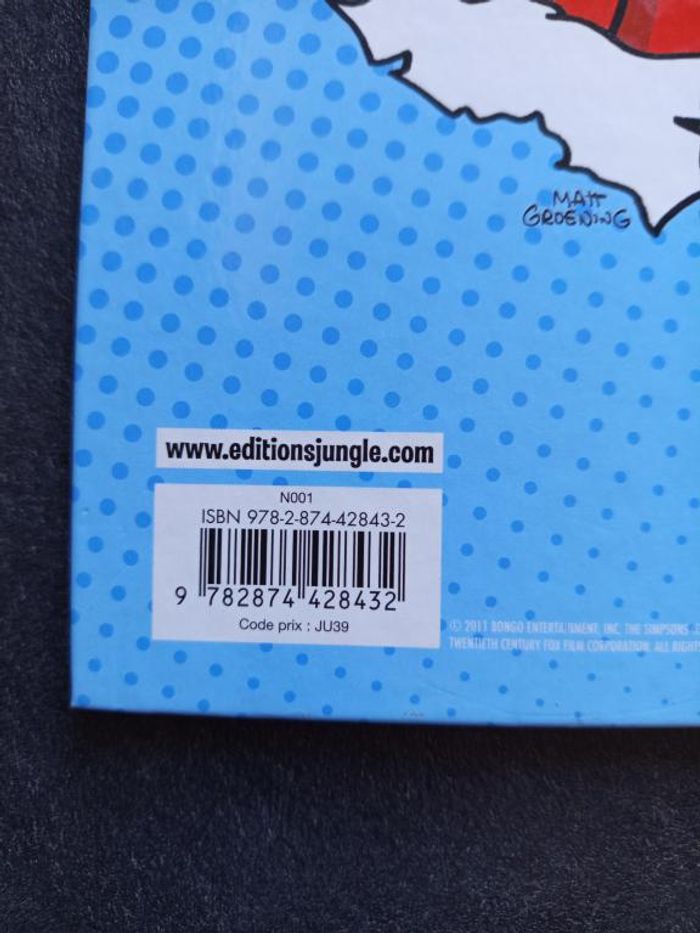 MATT
GROENING
www.editionsjungle.com
N001
ISBN 978-2-874-42843-2
9 782874 428432
Code prix : JU39
© 2011 BONGO ENTERTAINMENT, INC. THE SIMPSONS
TWENTIETH CENTURY FOX FILM CORPORATION. ALL RIGHTS